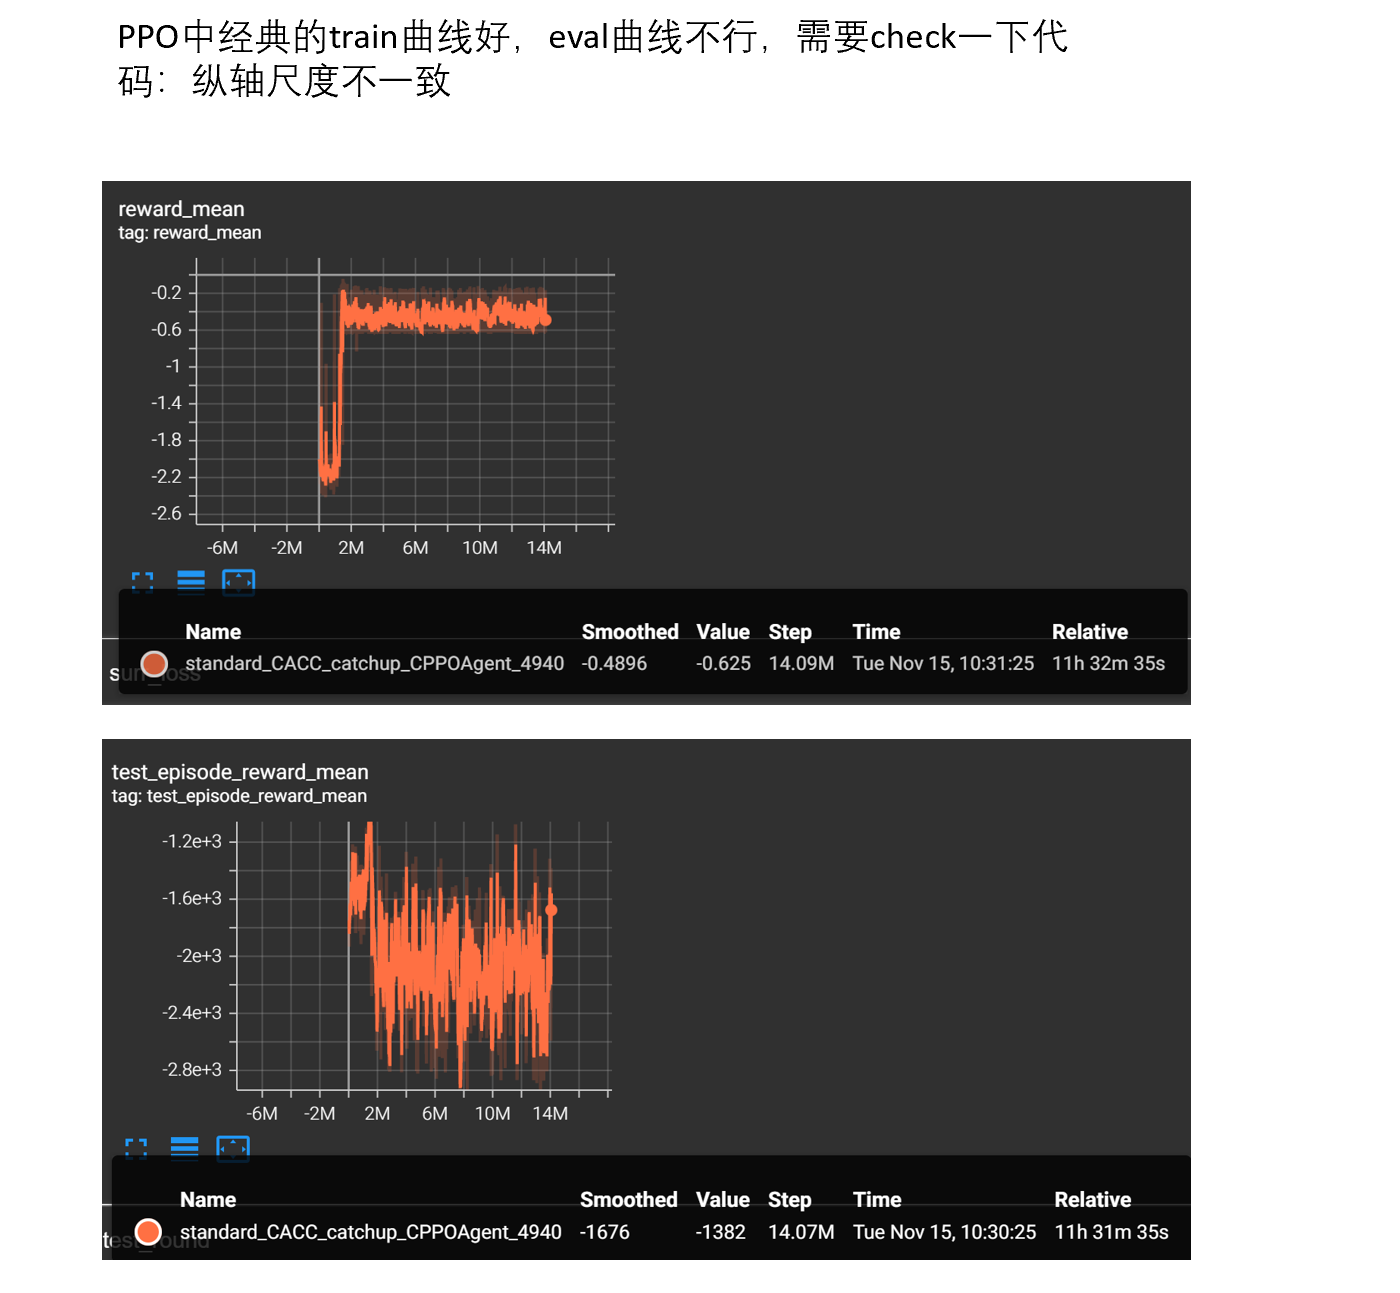 PPO中经典的train曲线好，eval曲线不行，需要check一下代
码：纵轴尺度不一致
reward_mean
tag: reward_mean
-0.2
-0.6
-1
-1.4
-1.8
-2.2
-2.6
-6M -2M 2M 6M 10M 14M
Name Smoothed Value Step Time Relative
standard_CACC_catchup_CPPOAgent_4940 -0.4896 -0.625 14.09M Tue Nov 15, 10:31:25 11h 32m 35s
sum_loss
test_episode_reward_mean
tag: test_episode_reward_mean
-1.2e+3
-1.6e+3
-2e+3
-2.4e+3
-2.8e+3
-6M -2M 2M 6M 10M 14M
Name Smoothed Value Step Time Relative
standard_CACC_catchup_CPPOAgent_4940 -1676 -1382 14.07M Tue Nov 15, 10:30:25 11h 31m 35s
test_round